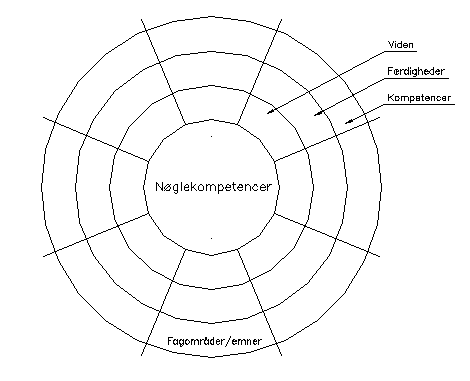 Viden
Færdigheder
Kompetencer
Nøglekompetencer
Fagområder/emner